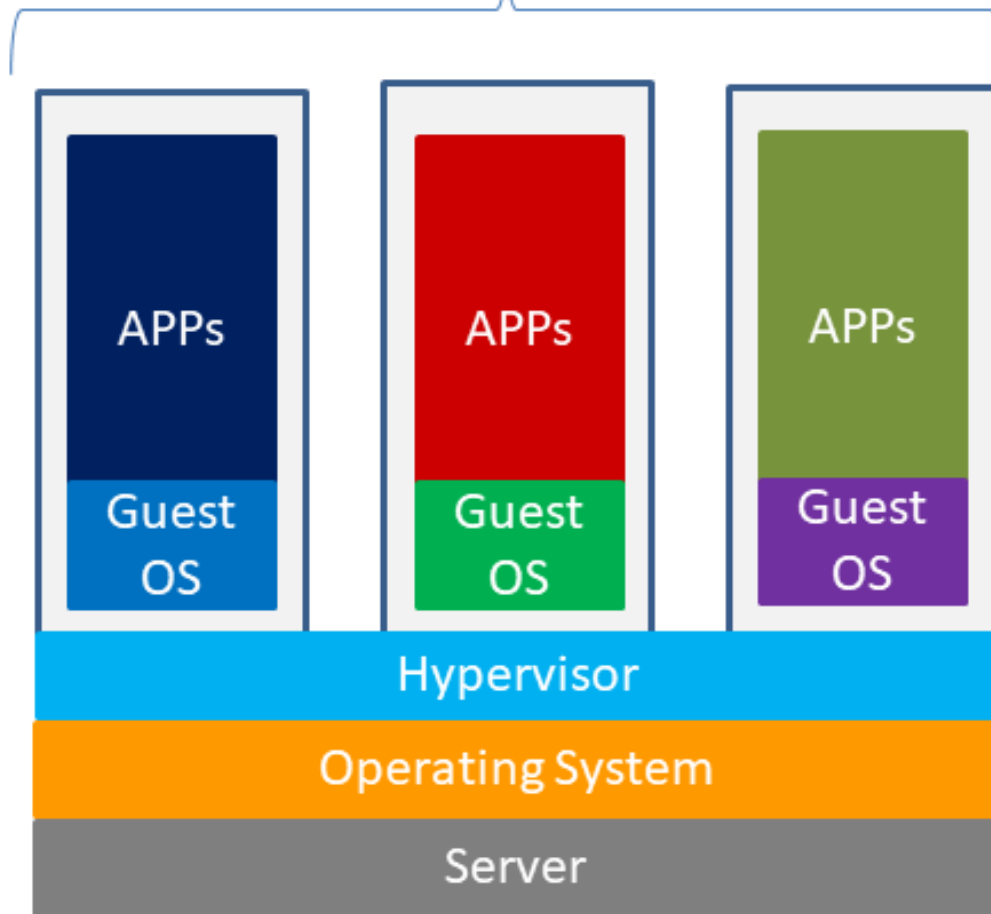 APPs
APPs
APPs
Guest
OS
Guest
OS
Guest
OS
Hypervisor
Operating System
Server